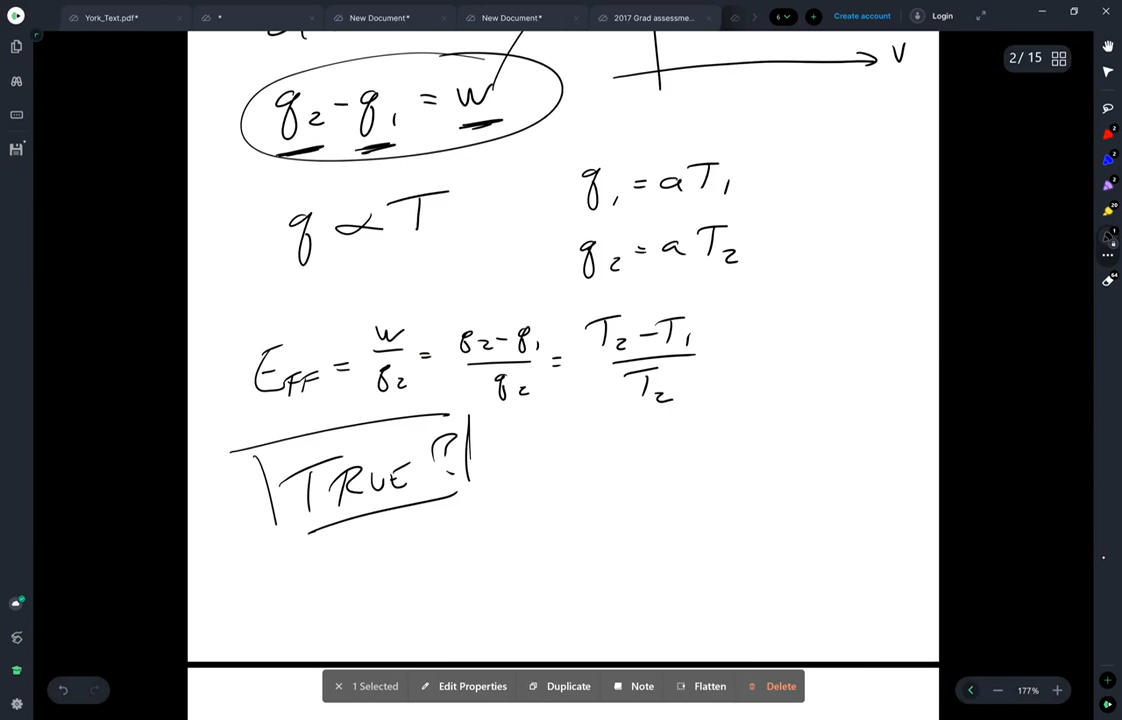 York_Text.pdf*
*
New Document*
New Document*
2017 Grad assessme...
6
Create account
Login
2 / 15
V
q₂ - q₁ = w
q ∝ T
q₁ = aT₁
q₂ = aT₂
EFF = w/q₂ = q₂-q₁/q₂ = T₂-T₁/T₂
TRUE?
1 Selected
Edit Properties
Duplicate
Note
Flatten
Delete
177%